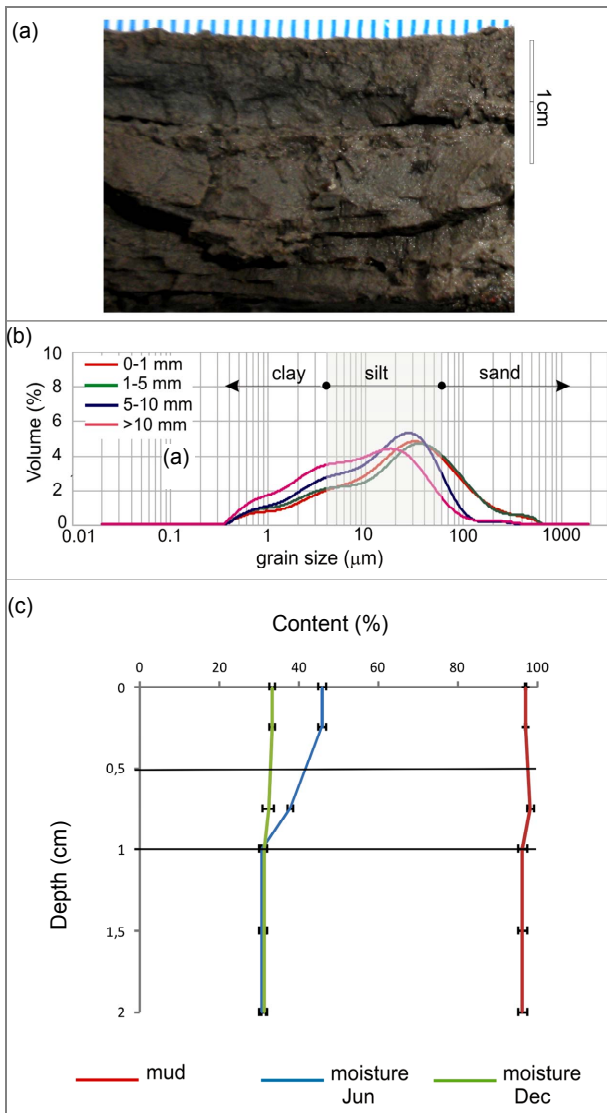 (a)
1cm
(b)
10
8
6
4
2
0
Volume (%)
0-1 mm
1-5 mm
5-10 mm
>10 mm
(a)
clay
silt
sand
0.01
0.1
1
10
100
1000
grain size (µm)
(c)
Content (%)
0
20
40
60
80
100
0
0,5
1
1,5
2
Depth (cm)
mud
moisture Jun
moisture Dec